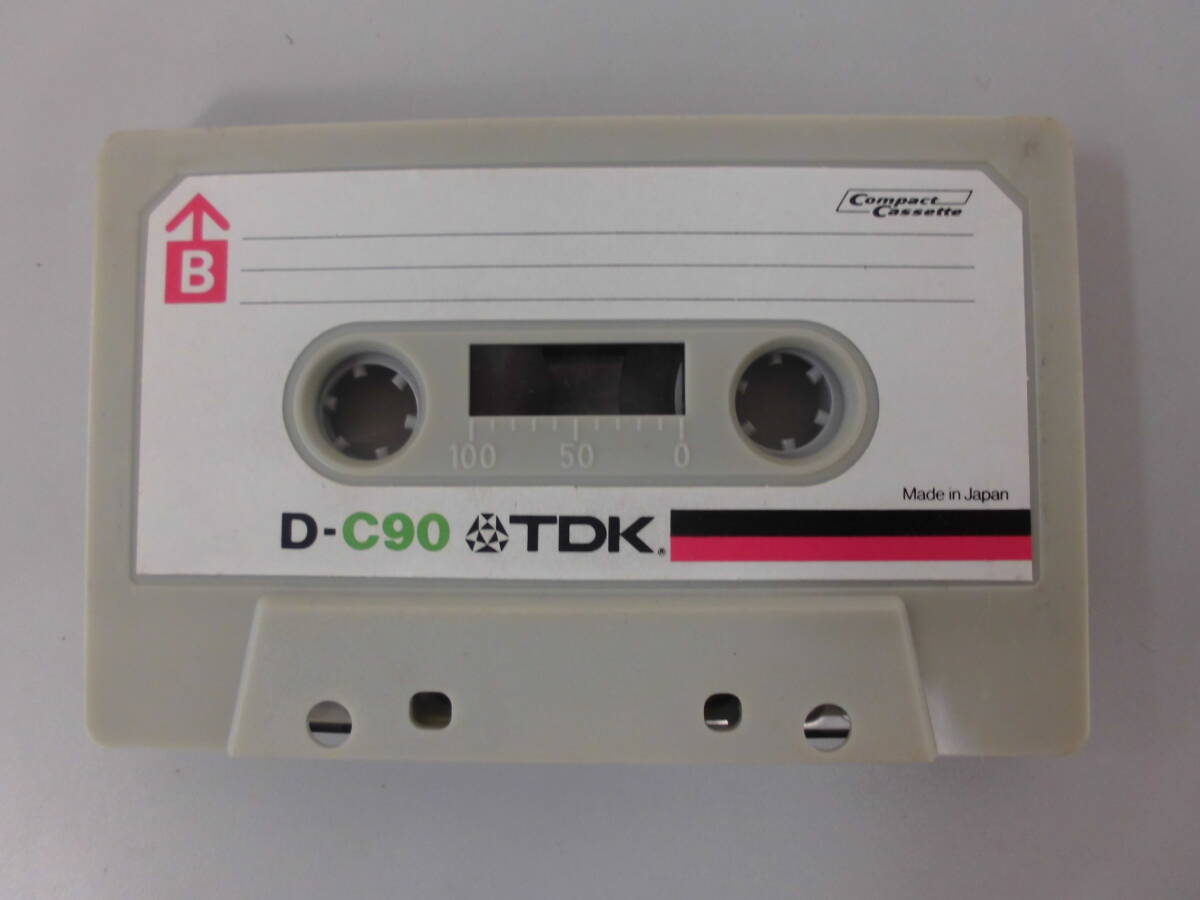 Compact
Cassette
B
100 50 0
Made in Japan
D-C90 TDK®